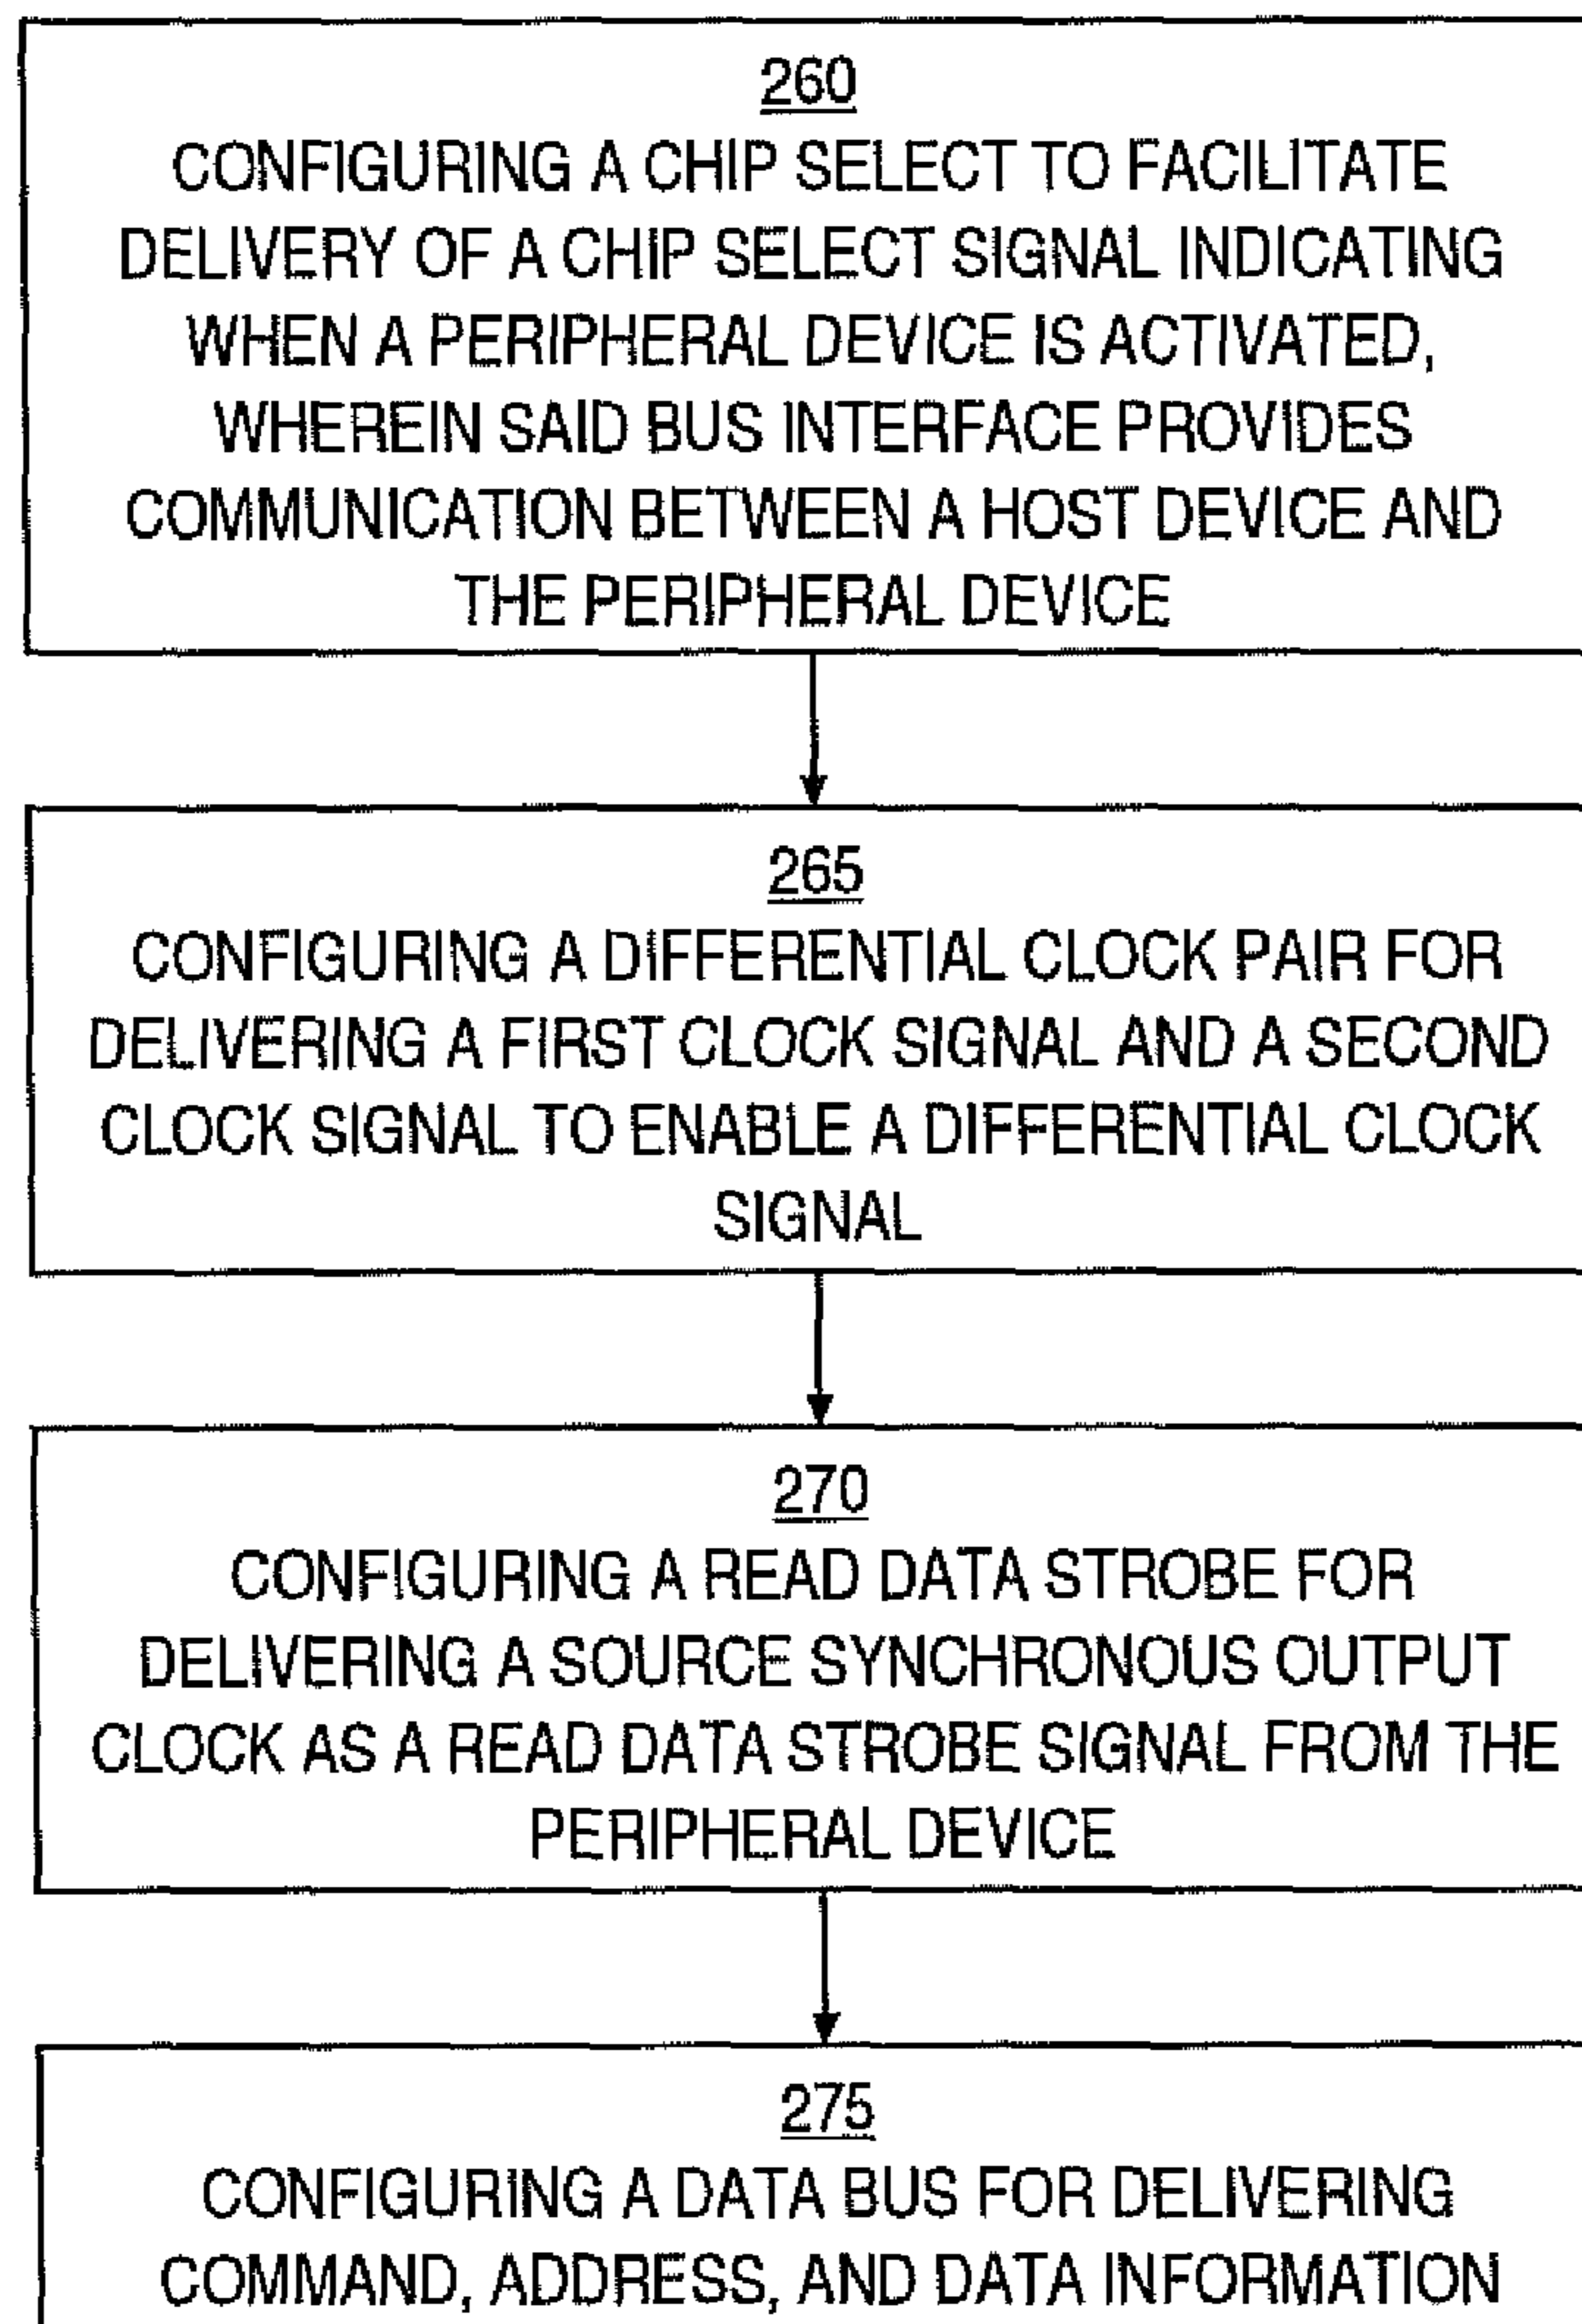 260
CONFIGURING A CHIP SELECT TO FACILITATE
DELIVERY OF A CHIP SELECT SIGNAL INDICATING
WHEN A PERIPHERAL DEVICE IS ACTIVATED,
WHEREIN SAID BUS INTERFACE PROVIDES
COMMUNICATION BETWEEN A HOST DEVICE AND
THE PERIPHERAL DEVICE
265
CONFIGURING A DIFFERENTIAL CLOCK PAIR FOR
DELIVERING A FIRST CLOCK SIGNAL AND A SECOND
CLOCK SIGNAL TO ENABLE A DIFFERENTIAL CLOCK
SIGNAL
270
CONFIGURING A READ DATA STROBE FOR
DELIVERING A SOURCE SYNCHRONOUS OUTPUT
CLOCK AS A READ DATA STROBE SIGNAL FROM THE
PERIPHERAL DEVICE
275
CONFIGURING A DATA BUS FOR DELIVERING
COMMAND, ADDRESS, AND DATA INFORMATION